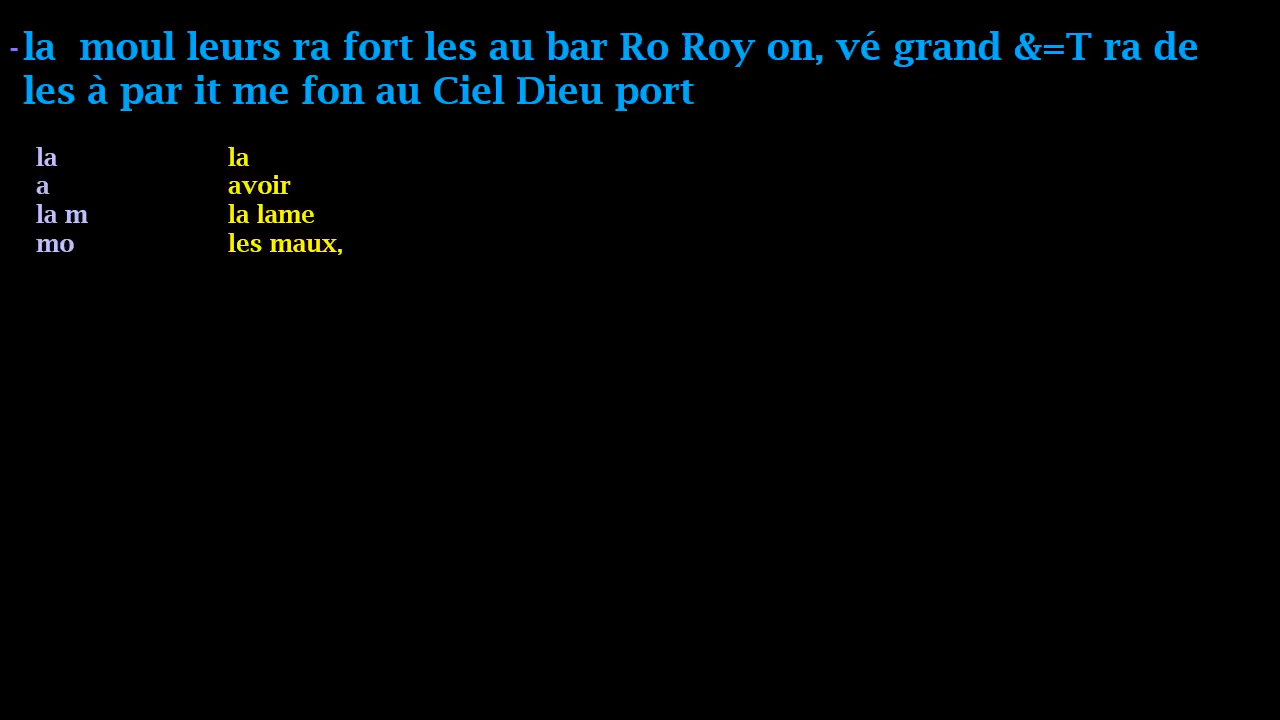 -la moul leurs ra fort les au bar Ro Roy on, vé grand &=T ra de
les à par it me fon au Ciel Dieu port
la la
a avoir
la m la lame
mo les maux,